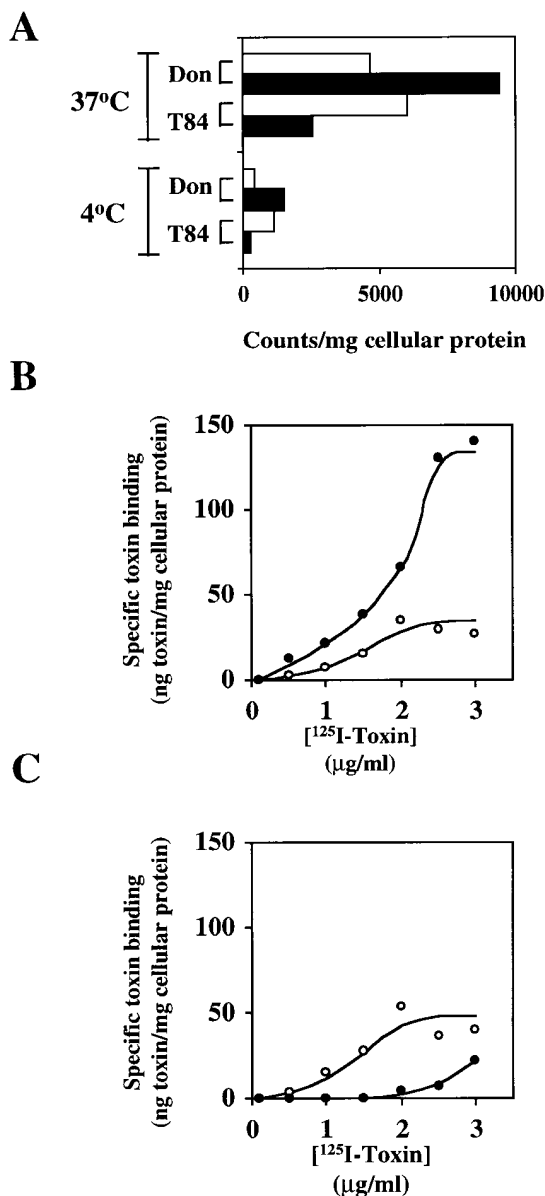 A
37°C
Don
T84
4°C
Don
T84
0
5000
10000
Counts/mg cellular protein
B
Specific toxin binding
(ng toxin/mg cellular protein)
150
100
50
0
0
1
2
3
[¹²⁵I-Toxin]
(μg/ml)
C
Specific toxin binding
(ng toxin/mg cellular protein)
150
100
50
0
0
1
2
3
[¹²⁵I-Toxin]
(μg/ml)